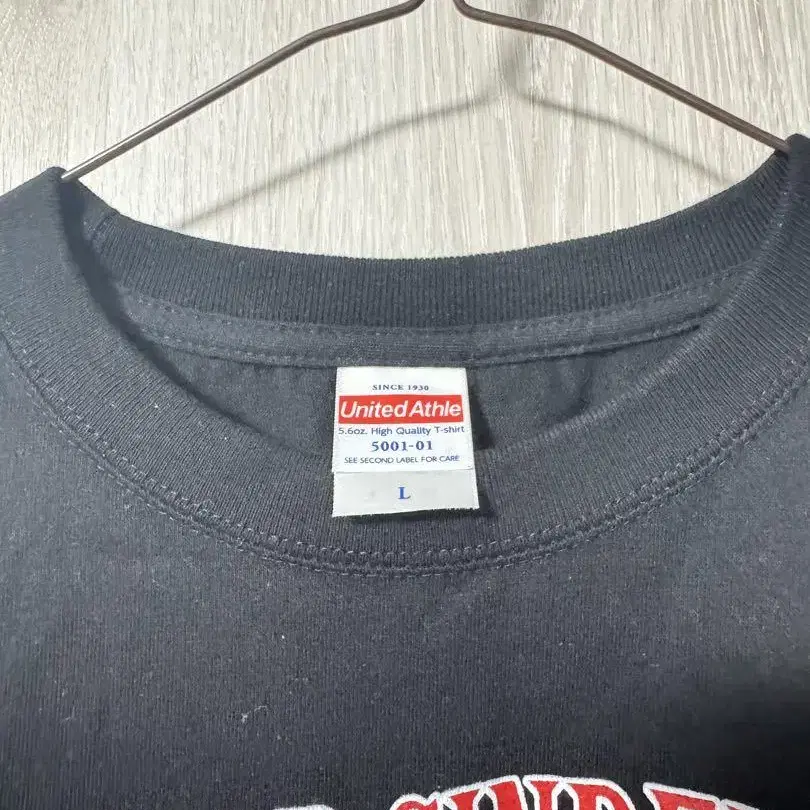 SINCE 1930
United Athle
5.6oz. High Quality T-shirt
5001-01
SEE SECOND LABEL FOR CARE
L